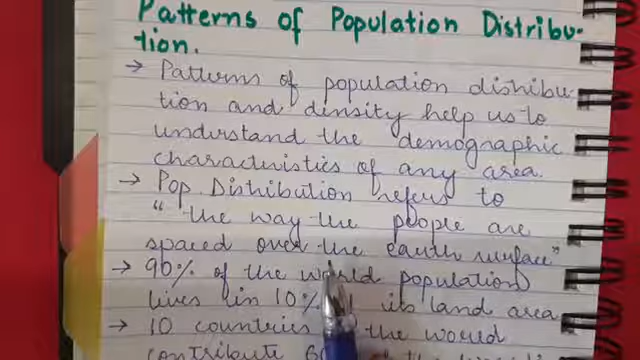 Patterns of Population Distribu-
tion.
→ Patterns of population distribu-
tion and density help us to
understand the demographic
characteristics of any area.
→ Pop. Distribution refers to
"the way the people are
spaced over the earth surface"
→ 90% of the world population
lives in 10% its land area
→ 10 countries the world
contribute